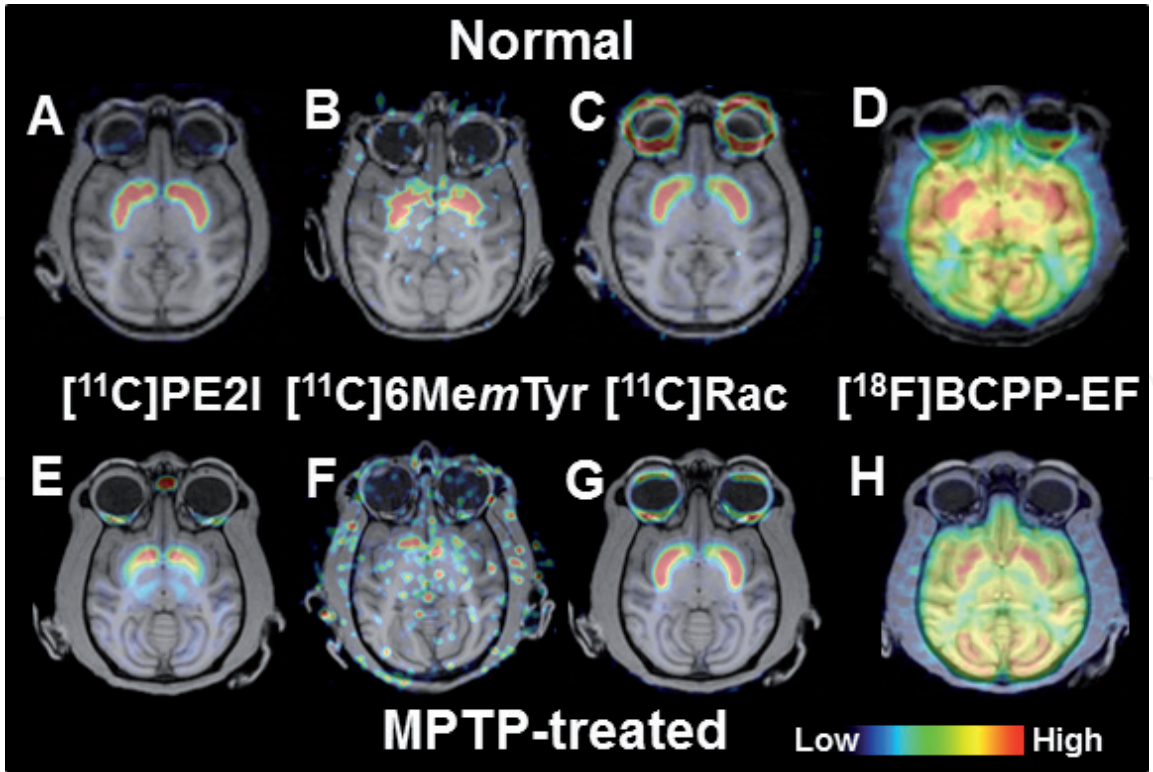 Normal
A B C D
[¹¹C]PE2I [¹¹C]6MemTyr [¹¹C]Rac [¹⁸F]BCPP-EF
E F G H
MPTP-treated
Low High